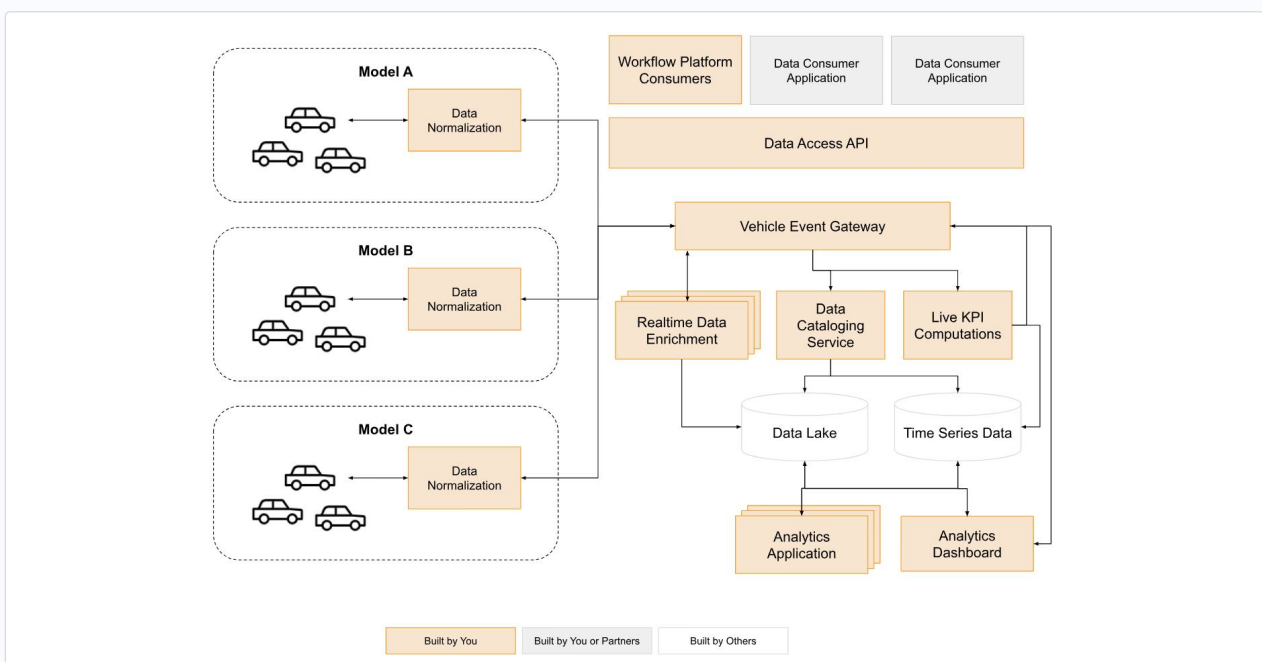 Model A
Data
Normalization
Model B
Data
Normalization
Model C
Data
Normalization
Workflow Platform
Consumers
Data Consumer
Application
Data Consumer
Application
Data Access API
Vehicle Event Gateway
Realtime Data
Enrichment
Data
Cataloging
Service
Live KPI
Computations
Data Lake
Time Series Data
Analytics
Application
Analytics
Dashboard
Built by You
Built by You or Partners
Built by Others